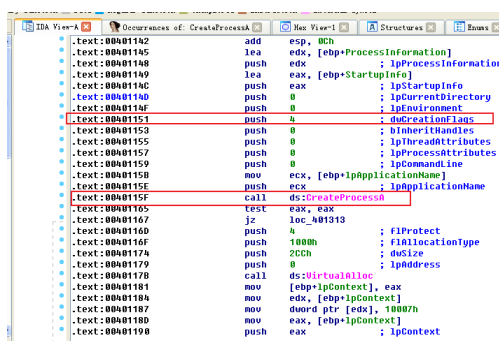 IDA View-A Occurrences of: CreateProcessA Hex View-1 Structures Enums
.text:00401142 add esp, 0Ch
.text:00401145 lea edx, [ebp+ProcessInformation]
.text:00401148 push edx ; lpProcessInformation
.text:00401149 lea eax, [ebp+StartupInfo]
.text:0040114C push eax ; lpStartupInfo
.text:0040114D push 0 ; lpCurrentDirectory
.text:0040114F push 0 ; lpEnvironment
.text:00401151 push 4 ; dwCreationFlags
.text:00401153 push 0 ; bInheritHandles
.text:00401155 push 0 ; lpThreadAttributes
.text:00401157 push 0 ; lpProcessAttributes
.text:00401159 push 0 ; lpCommandLine
.text:0040115B mov ecx, [ebp+lpApplicationName]
.text:0040115E push ecx ; lpApplicationName
.text:0040115F call ds:CreateProcessA
.text:00401165 test eax, eax
.text:00401167 jz loc_401313
.text:0040116D push 4 ; flProtect
.text:0040116F push 1000h ; flAllocationType
.text:00401174 push 2CCh ; dwSize
.text:00401179 push 0 ; lpAddress
.text:0040117B call ds:VirtualAlloc
.text:00401181 mov [ebp+lpContext], eax
.text:00401184 mov edx, [ebp+lpContext]
.text:00401187 mov dword ptr [edx], 10007h
.text:0040118D mov eax, [ebp+lpContext]
.text:00401190 push eax ; lpContext